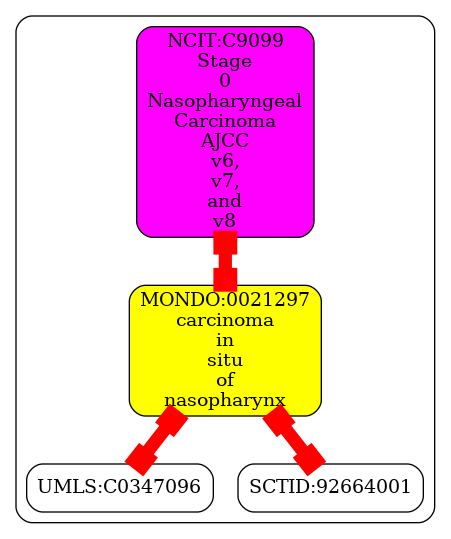 NCIT:C9099
Stage
0
Nasopharyngeal
Carcinoma
AJCC
v6,
v7,
and
v8
MONDO:0021297
carcinoma
in
situ
of
nasopharynx
UMLS:C0347096
SCTID:92664001